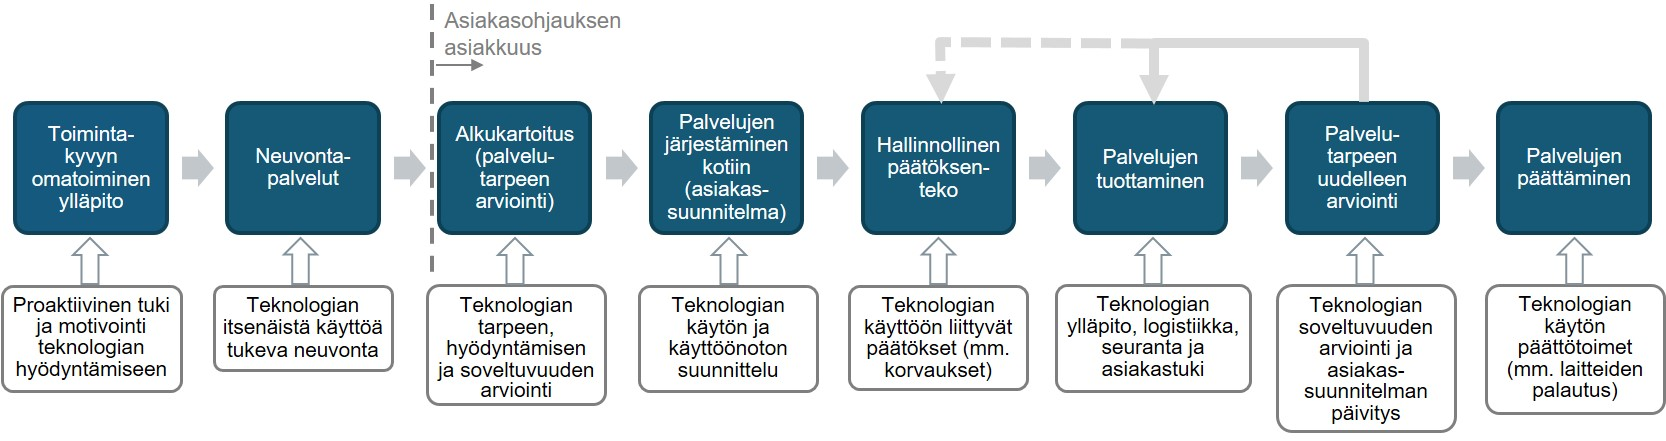 Asiakasohjauksen
asiakkuus
Toiminta-
kyvyn
omatoiminen
ylläpito
Neuvonta-
palvelut
Alkukartoitus
(palvelu-
tarpeen
arviointi)
Palvelujen
järjestäminen
kotiin
(asiakas-
suunnitelma)
Hallinnollinen
päätöksen-
teko
Palvelujen
tuottaminen
Palvelu-
tarpeen
uudelleen
arviointi
Palvelujen
päättäminen
Proaktiivinen tuki
ja motivointi
teknologian
hyödyntämiseen
Teknologian
itsenäistä käyttöä
tukeva neuvonta
Teknologian
tarpeen,
hyödyntämisen
ja soveltuvuuden
arviointi
Teknologian
käytön ja
käyttöönoton
suunnittelu
Teknologian
käyttöön liittyvät
päätökset (mm.
korvaukset)
Teknologian
ylläpito, logistiikka,
seuranta ja
asiakastuki
Teknologian
soveltuvuuden
arviointi ja
asiakas-
suunnitelman
päivitys
Teknologian
käytön
päättötoimet
(mm. laitteiden
palautus)